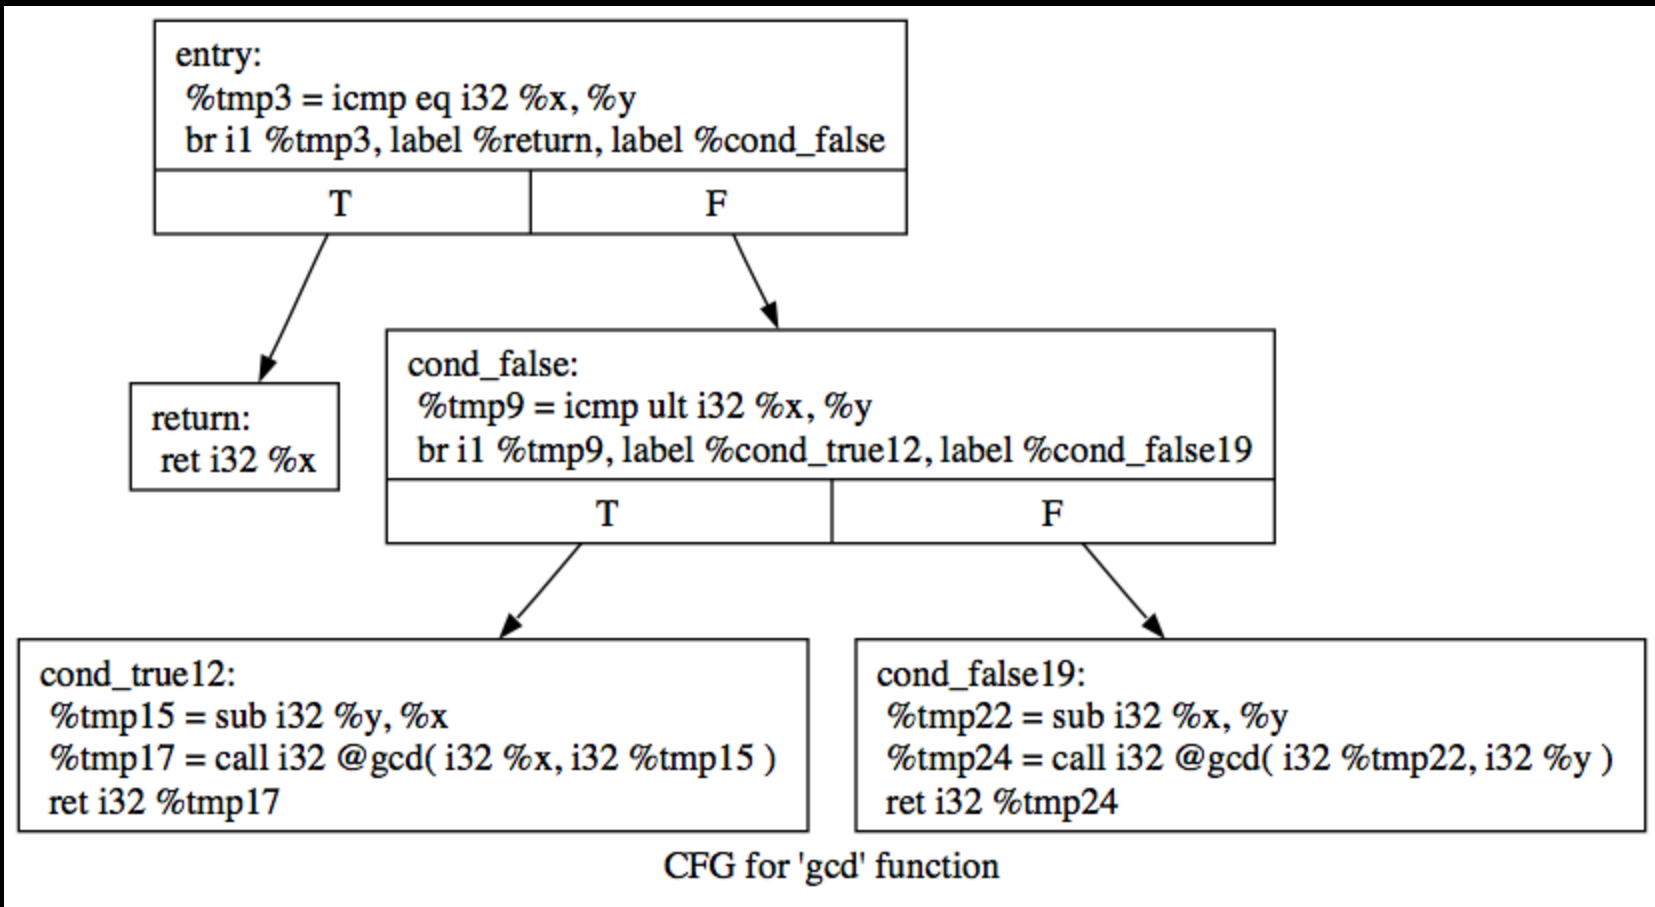 entry:
%tmp3 = icmp eq i32 %x, %y
br i1 %tmp3, label %return, label %cond_false
T
F
return:
ret i32 %x
cond_false:
%tmp9 = icmp ult i32 %x, %y
br i1 %tmp9, label %cond_true12, label %cond_false19
T
F
cond_true12:
%tmp15 = sub i32 %y, %x
%tmp17 = call i32 @gcd( i32 %x, i32 %tmp15 )
ret i32 %tmp17
cond_false19:
%tmp22 = sub i32 %x, %y
%tmp24 = call i32 @gcd( i32 %tmp22, i32 %y )
ret i32 %tmp24
CFG for 'gcd' function